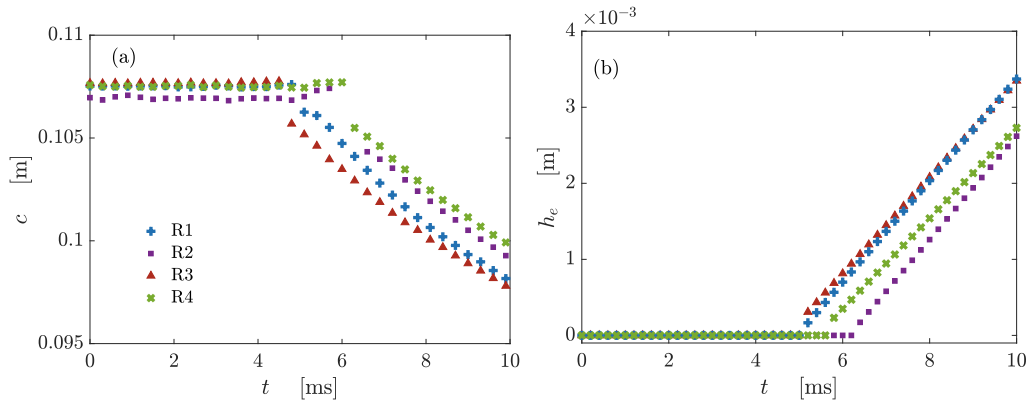 0.11
0.105
0.1
0.095
c [m]
(a)
R1
R2
R3
R4
0 2 4 6 8 10
t [ms]
×10⁻³
4
3
2
1
0
h_e [m]
(b)
0 2 4 6 8 10
t [ms]